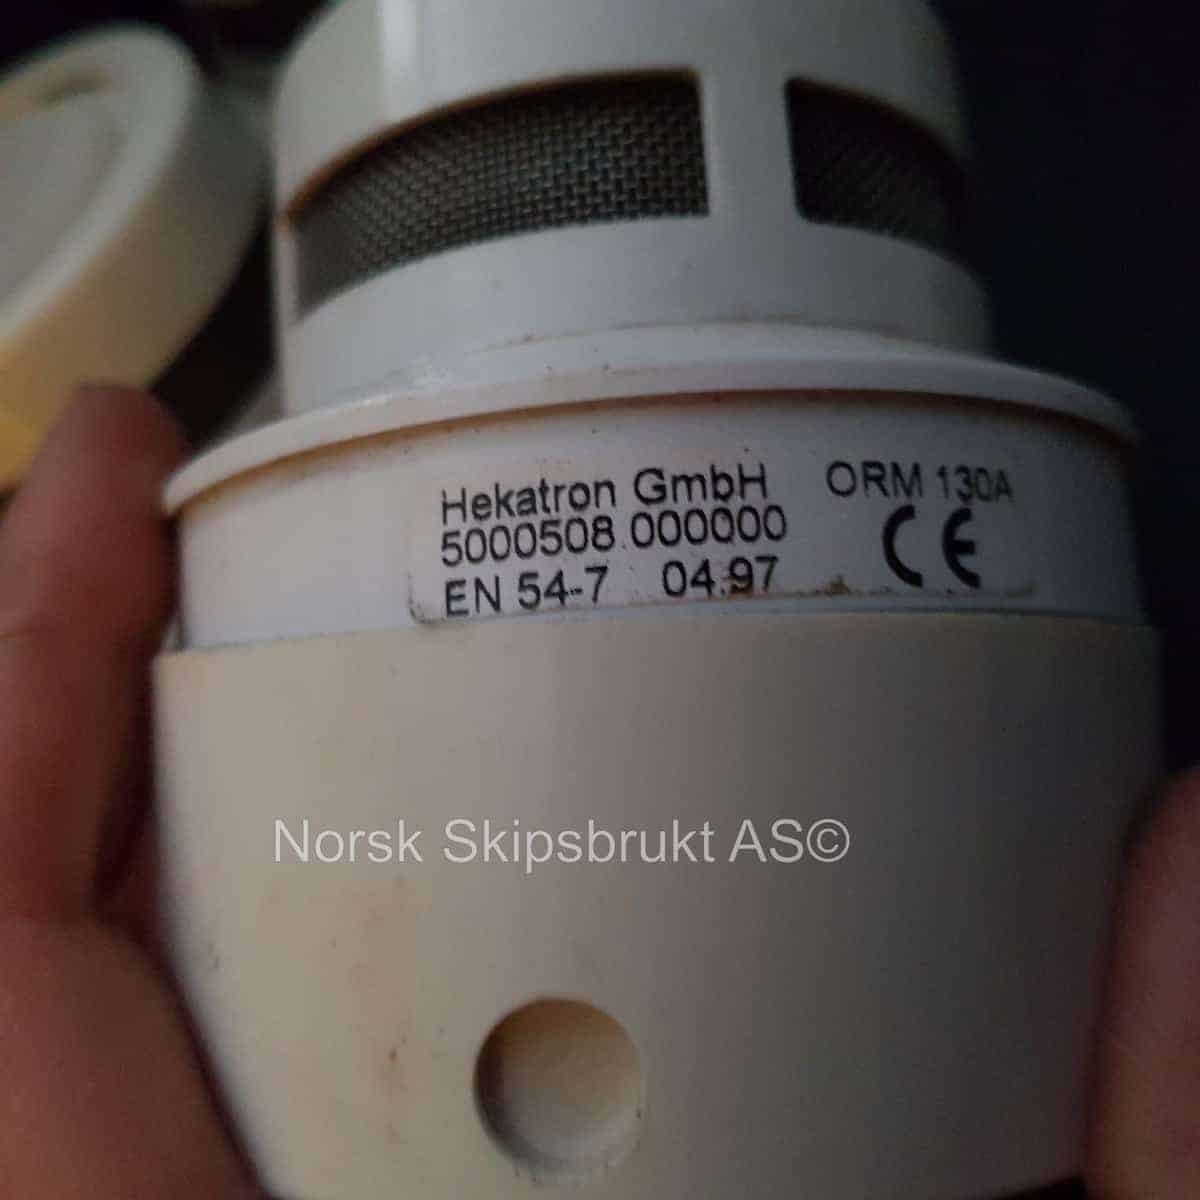 Hekatron GmbH ORM 130A
5000508.000000 CE
EN 54-7 04.97
Norsk Skipsbrukt AS©